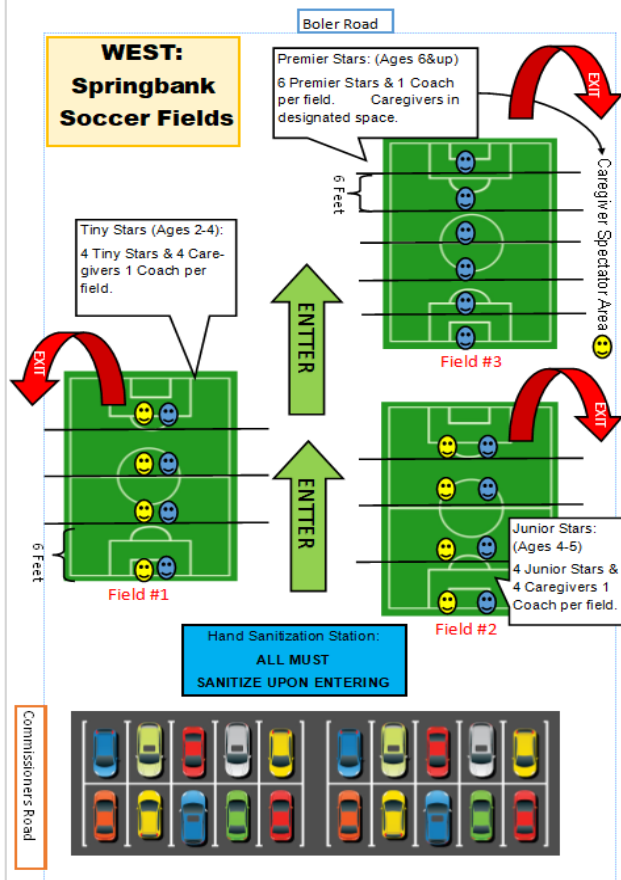 Boler Road
WEST:
Springbank
Soccer Fields
Premier Stars: (Ages 6&up)
6 Premier Stars & 1 Coach
per field. Caregivers in
designated space.
EXIT
Caregiver Spectator Area
6 Feet
Tiny Stars (Ages 2-4):
4 Tiny Stars & 4 Care-
givers 1 Coach per
field.
ENTTER
Field #3
EXIT
EXIT
ENTTER
6 Feet
Field #1
Junior Stars:
(Ages 4-5)
4 Junior Stars &
4 Caregivers 1
Coach per field.
Field #2
Hand Sanitization Station:
ALL MUST
SANITIZE UPON ENTERING
Commissioners Road